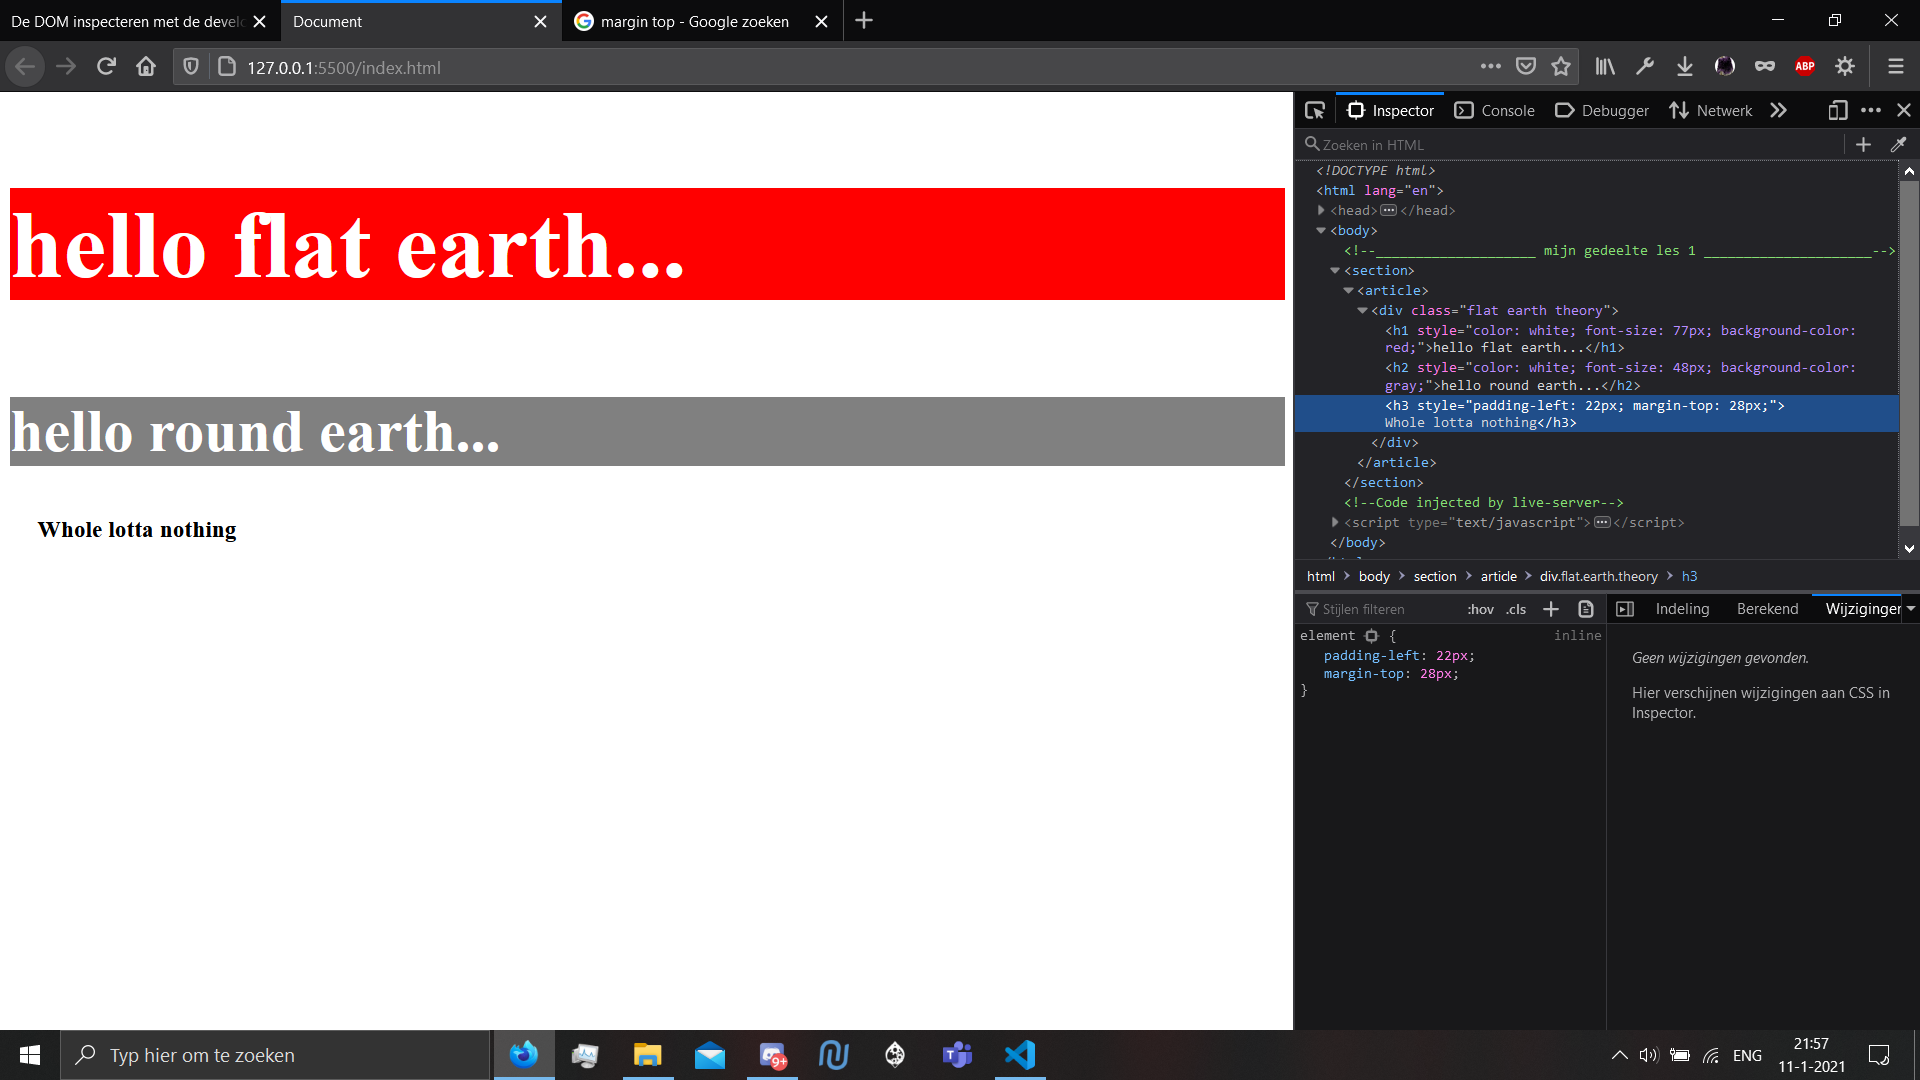 De DOM inspecteren met de develo
Document
margin top - Google zoeken
127.0.0.1:5500/index.html
ABP
hello flat earth...
hello round earth...
Whole lotta nothing
Inspector
Console
Debugger
Netwerk
Zoeken in HTML
<!DOCTYPE html>
<html lang="en">
<head>
</head>
<body>
<!--____________________ mijn gedeelte les 1 _____________________-->
<section>
<article>
<div class="flat earth theory">
<h1 style="color: white; font-size: 77px; background-color:
red;">hello flat earth...</h1>
<h2 style="color: white; font-size: 48px; background-color:
gray;">hello round earth...</h2>
<h3 style="padding-left: 22px; margin-top: 28px;">
Whole lotta nothing</h3>
</div>
</article>
</section>
<!--Code injected by live-server-->
<script type="text/javascript">
</script>
</body>
html
body
section
article
div.flat.earth.theory
h3
Stijlen filteren
:hov
.cls
Indeling
Berekend
Wijzigingen
element {
inline
padding-left: 22px;
margin-top: 28px;
}
Geen wijzigingen gevonden.
Hier verschijnen wijzigingen aan CSS in
Inspector.
Typ hier om te zoeken
9+
T
ENG
21:57
11-1-2021